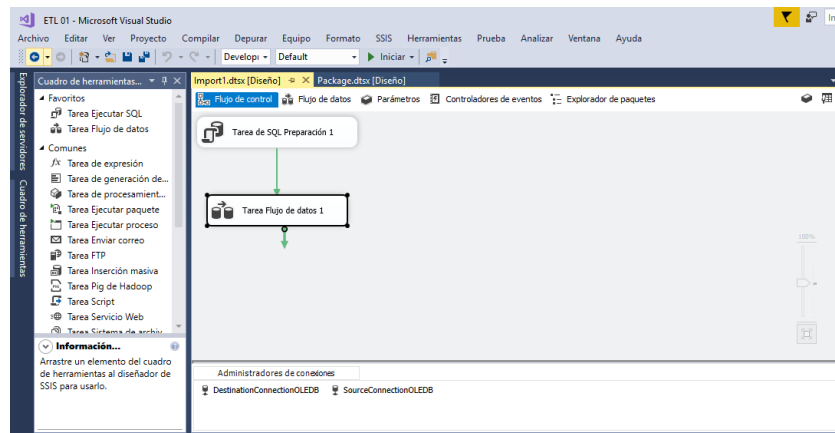 ETL 01 - Microsoft Visual Studio
Archivo Editar Ver Proyecto Compilar Depurar Equipo Formato SSIS Herramientas Prueba Analizar Ventana Ayuda
Default Iniciar
Explorador de servidores
Cuadro de herramientas
Cuadro de herramientas...
Favoritos
Tarea Ejecutar SQL
Tarea Flujo de datos
Comunes
Tarea de expresión
Tarea de generación de...
Tarea de procesamient...
Tarea Ejecutar paquete
Tarea Ejecutar proceso
Tarea Enviar correo
Tarea FTP
Tarea Inserción masiva
Tarea Pig de Hadoop
Tarea Script
Tarea Servicio Web
Tarea Sistema de archiv
Información...
Arrastre un elemento del cuadro
de herramientas al diseñador de
SSIS para usarlo.
Import1.dtsx [Diseño] Package.dtsx [Diseño]
Flujo de control Flujo de datos Parámetros Controladores de eventos Explorador de paquetes
Tarea de SQL Preparación 1
Tarea Flujo de datos 1
100%
Administradores de conexiones
DestinationConnectionOLEDB SourceConnectionOLEDB